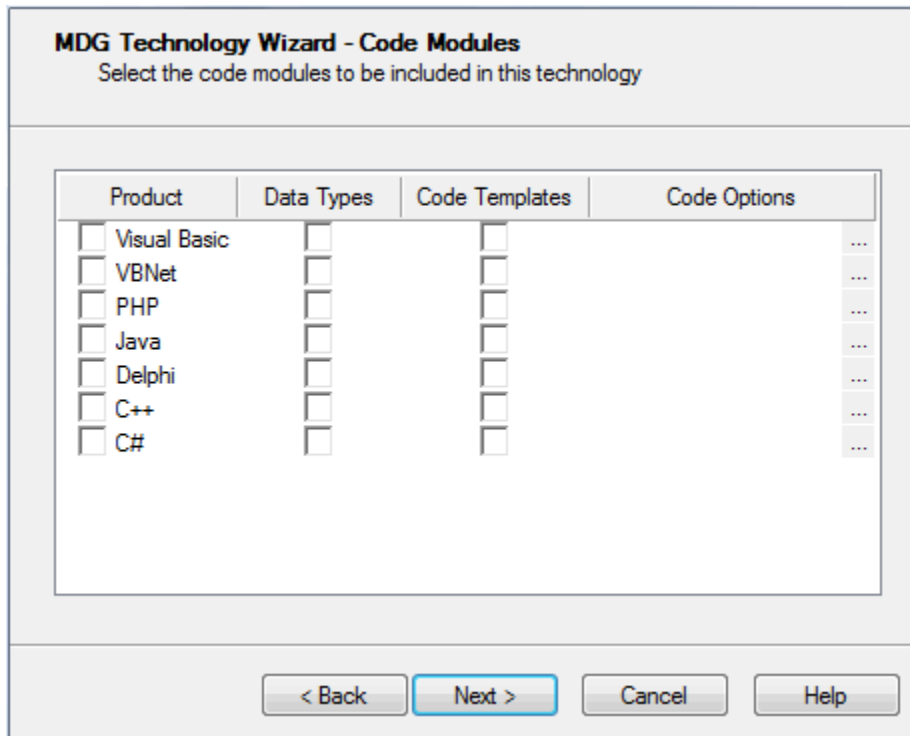 MDG Technology Wizard - Code Modules
Select the code modules to be included in this technology
Product Data Types Code Templates Code Options
Visual Basic ...
VBNet ...
PHP ...
Java ...
Delphi ...
C++ ...
C# ...
< Back Next > Cancel Help